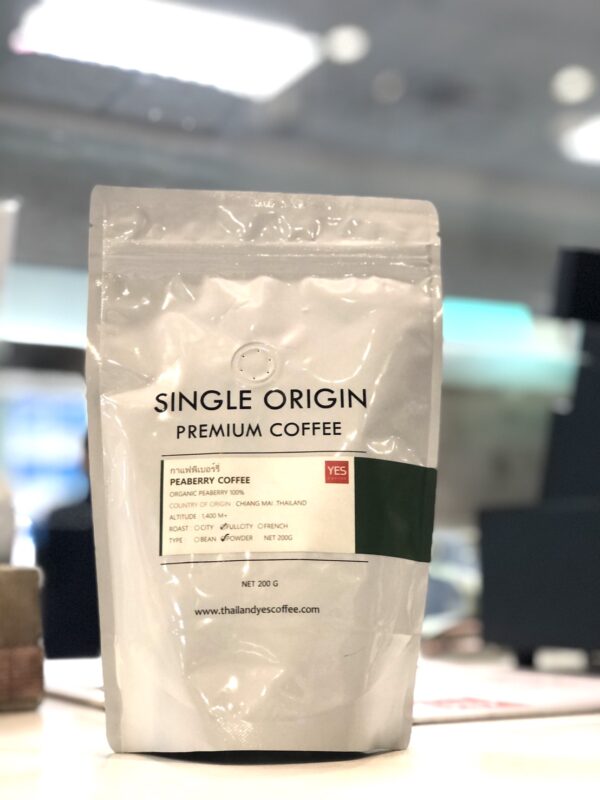 SINGLE ORIGIN
PREMIUM COFFEE
กาแฟพีเบอร์รี่
PEABERRY COFFEE
ORGANIC PEABERRY 100%
COUNTRY OF ORIGIN : CHIANG MAI THAILAND
ALTITUDE 1,400 M+
ROAST CITY FULLCITY FRENCH
TYPE BEAN POWDER NET 200G
YES
NET 200 G
www.thailandyescoffee.com